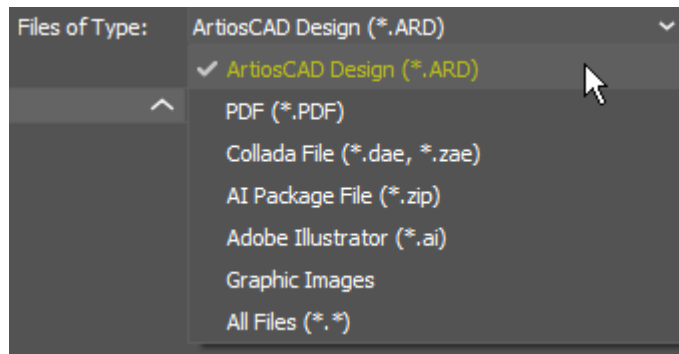 Files of Type: ArtiosCAD Design (*.ARD)
ArtiosCAD Design (*.ARD)
PDF (*.PDF)
Collada File (*.dae, *.zae)
AI Package File (*.zip)
Adobe Illustrator (*.ai)
Graphic Images
All Files (*.*)